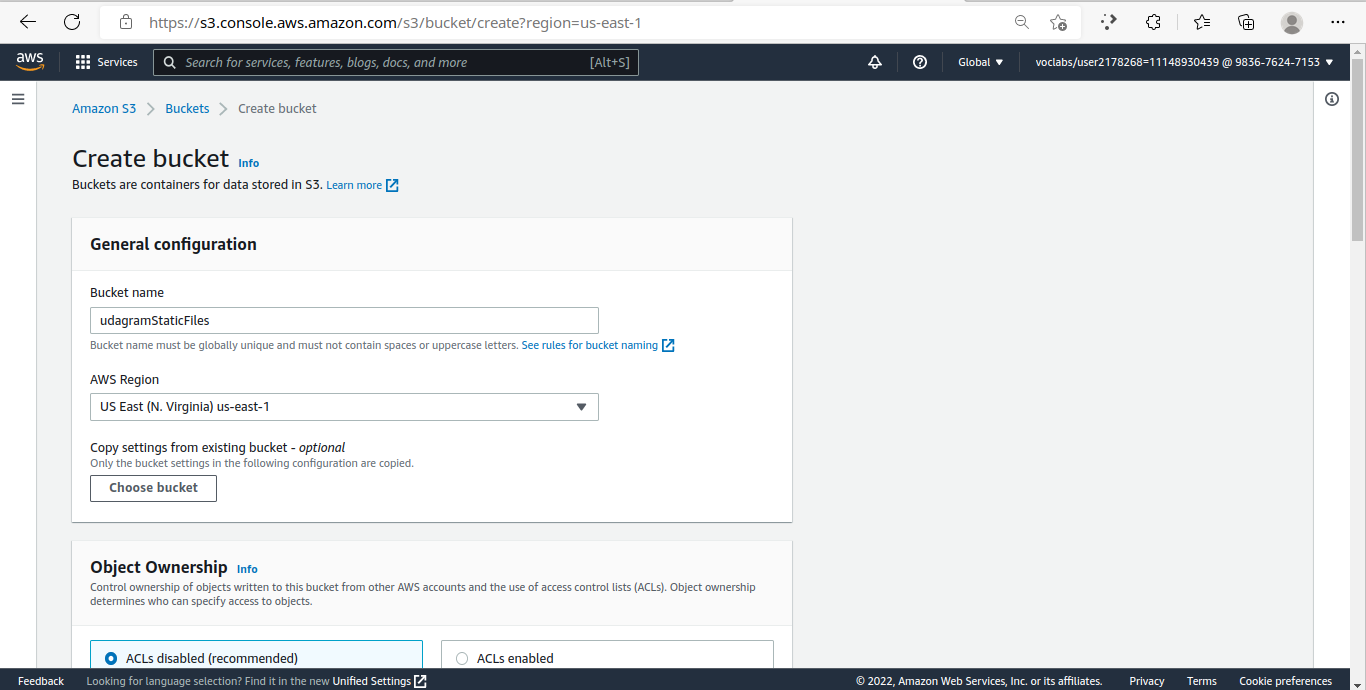 https://s3.console.aws.amazon.com/s3/bucket/create?region=us-east-1
aws Services Search for services, features, blogs, docs, and more [Alt+S] Global voclabs/user2178268=11148930439 @ 9836-7624-7153
Amazon S3 Buckets Create bucket
Create bucket Info
Buckets are containers for data stored in S3. Learn more
General configuration
Bucket name
udagramStaticFiles
Bucket name must be globally unique and must not contain spaces or uppercase letters. See rules for bucket naming
AWS Region
US East (N. Virginia) us-east-1
Copy settings from existing bucket - optional
Only the bucket settings in the following configuration are copied.
Choose bucket
Object Ownership Info
Control ownership of objects written to this bucket from other AWS accounts and the use of access control lists (ACLs). Object ownership
determines who can specify access to objects.
ACLs disabled (recommended) ACLs enabled
Feedback Looking for language selection? Find it in the new Unified Settings © 2022, Amazon Web Services, Inc. or its affiliates. Privacy Terms Cookie preferences